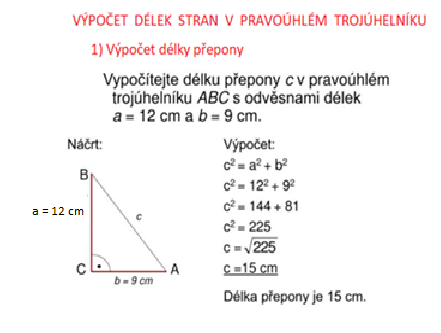 VÝPOČET DÉLEK STRAN V PRAVOÚHLÉM TROJÚHELNÍKU
1) Výpočet délky přepony
Vypočítejte délku přepony c v pravoúhlém
trojúhelníku ABC s odvěsnami délek
a = 12 cm a b = 9 cm.
Náčrt:
B
a = 12 cm
c
C
A
b = 9 cm
Výpočet:
c² = a² + b²
c² = 12² + 9²
c² = 144 + 81
c² = 225
c = √225
c =15 cm
Délka přepony je 15 cm.